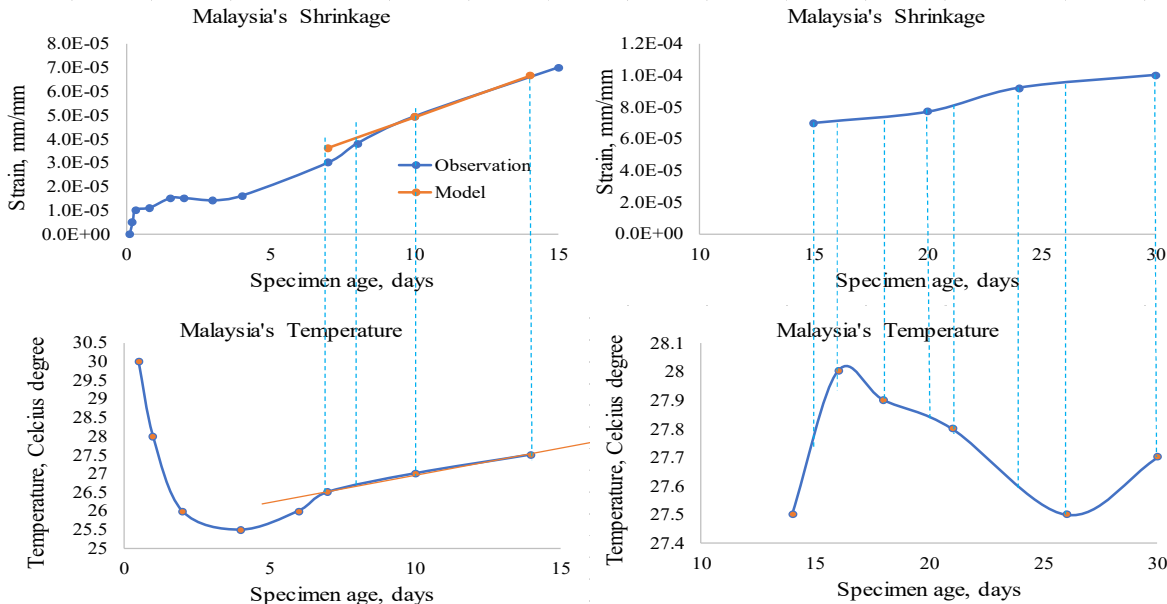 Malaysia's Shrinkage
8.0E-05
7.0E-05
6.0E-05
5.0E-05
4.0E-05
3.0E-05
2.0E-05
1.0E-05
0.0E+00
Strain, mm/mm
Observation
Model
0 5 10 15
Specimen age, days
Malaysia's Shrinkage
1.2E-04
1.0E-04
8.0E-05
6.0E-05
4.0E-05
2.0E-05
0.0E+00
Strain, mm/mm
10 15 20 25 30
Specimen age, days
Malaysia's Temperature
30.5
30
29.5
29
28.5
28
27.5
27
26.5
26
25.5
25
Temperature, Celcius degree
0 5 10 15
Specimen age, days
Malaysia's Temperature
28.1
28
27.9
27.8
27.7
27.6
27.5
27.4
Temperature, Celcius degree
10 15 20 25 30
Specimen age, days